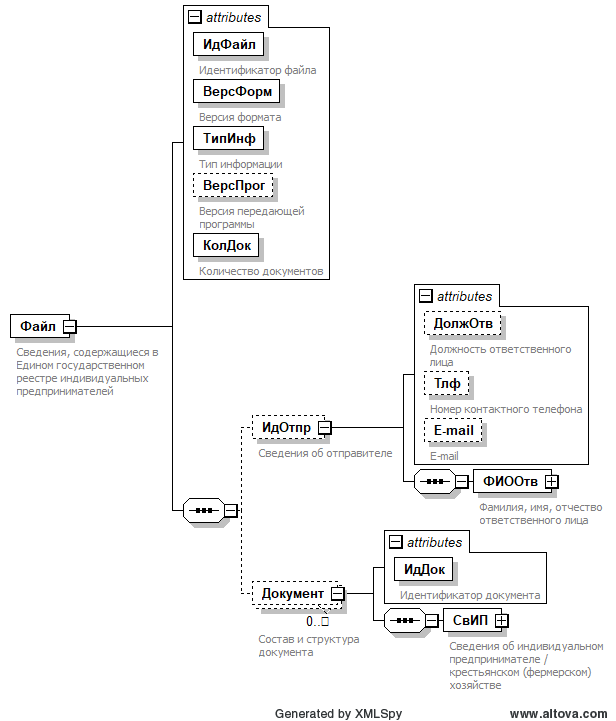 attributes
ИдФайл
Идентификатор файла
ВерсФорм
Версия формата
ТипИнф
Тип информации
ВерсПрог
Версия передающей
программы
КолДок
Количество документов
Файл
Сведения, содержащиеся в
Едином государственном
реестре индивидуальных
предпринимателей
attributes
ДолжОтв
Должность ответственного
лица
Тлф
Номер контактного телефона
E-mail
E-mail
ИдОтпр
Сведения об отправителе
ФИООтв
Фамилия, имя, отчество
ответственного лица
attributes
ИдДок
Идентификатор документа
Документ
0..
Состав и структура
документа
СвИП
Сведения об индивидуальном
предпринимателе /
крестьянском (фермерском)
хозяйстве
Generated by XMLSpy www.altova.com